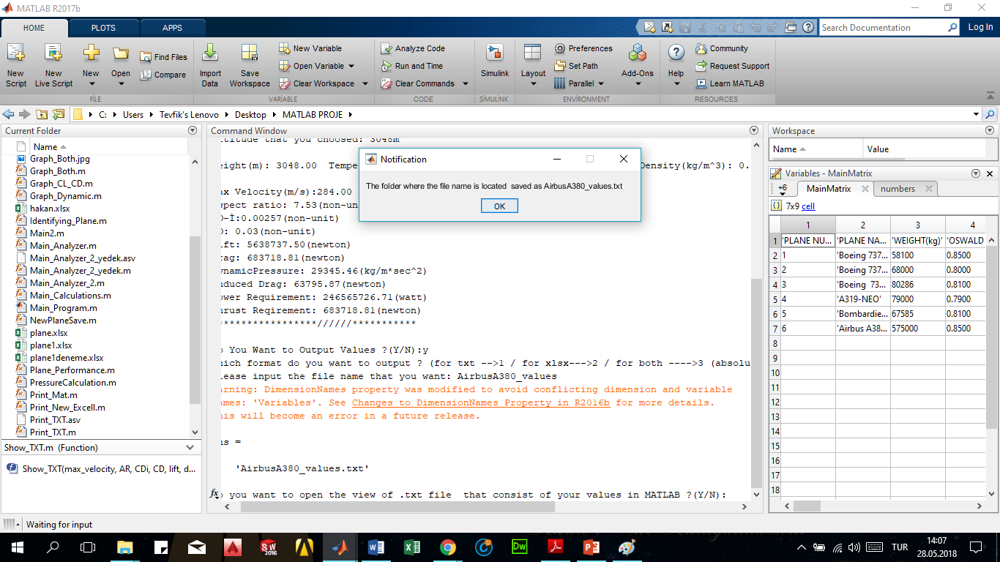 MATLAB R2017b
HOME PLOTS APPS Search Documentation Log In
New Script New Live Script New Open Find Files Compare
Import Data Save Workspace New Variable Open Variable Clear Workspace
Analyze Code Run and Time Clear Commands
Simulink Layout Preferences Set Path Parallel Add-Ons
Help Community Request Support Learn MATLAB
FİLE VARİABLE CODE SİMULİNK ENVİRONMENT RESOURCES
C: Users Tevfik's Lenovo Desktop MATLAB PROJE
Current Folder
Name
Graph_Both.jpg
Graph_Both.m
Graph_CL_CD.m
Graph_Dynamic.m
hakan.xlsx
Identifying_Plane.m
Main2.m
Main_Analyzer.m
Main_Analyzer_2_yedek.asv
Main_Analyzer_2_yedek.m
Main_Analyzer_2.m
Main_Calculations.m
Main_Program.m
NewPlaneSave.m
plane.xlsx
plane1.xlsx
plane1deneme.xlsx
Plane_Performance.m
PressureCalculation.m
Print_Mat.m
Print_New_Excell.m
Print_TXT.asv
Print_TXT.m
Show_TXT.m (Function)
Show_TXT(max_velocity, AR, CDi, CD, lift, d...
Command Window
ltitude that you choosed: 3048m
eight(m): 3048.00 Tempe Density(kg/m^3): 0.
ax Velocity(m/s):284.00
spect ratio: 7.53(non-un
D-İ:0.00257(non-unit)
D: 0.03(non-unit)
ift: 5638737.50(newton)
rag: 683718.81(newton)
ynamicPressure: 29345.46(kg/m*sec^2)
nduced Drag: 63795.87(newton)
ower Requirement: 246565726.71(watt)
hrust Reqirement: 683718.81(newton)
*****************//////***********
o You Want to Output Values ?(Y/N):y
hich format do you want to output ? (for txt -->1 / for xlsx--->2 / for both ---->3 (absolu
lease input the file name that you want: AirbusA380_values
arning: DimensionNames property was modified to avoid conflicting dimension and variable
ames: 'Variables'. See Changes to DimensionNames Property in R2016b for more details.
his will become an error in a future release.
ns =
'AirbusA380_values.txt'
fx o you want to open the view of .txt file that consist of your values in MATLAB ?(Y/N):
Notification
The folder where the file name is located saved as AirbusA380_values.txt
OK
Workspace
Name Value
Variables - MainMatrix
+6 MainMatrix numbers
7x9 cell
1 2 3 4
1 'PLANE NU... 'PLANE NA... 'WEIGHT(kg)' 'OSWALD
2 1 'Boeing 737... 58100 0.8500
3 2 'Boeing 737... 68000 0.8000
4 3 'Boeing 73... 80286 0.8100
5 4 'A319-NEO' 79000 0.7900
6 5 'Bombardie... 67585 0.8100
7 6 'Airbus A38... 575000 0.8500
8
9
10
11
12
13
14
15
16
17
18
Waiting for input
SW 2016 Dw TUR 14:07
28.05.2018